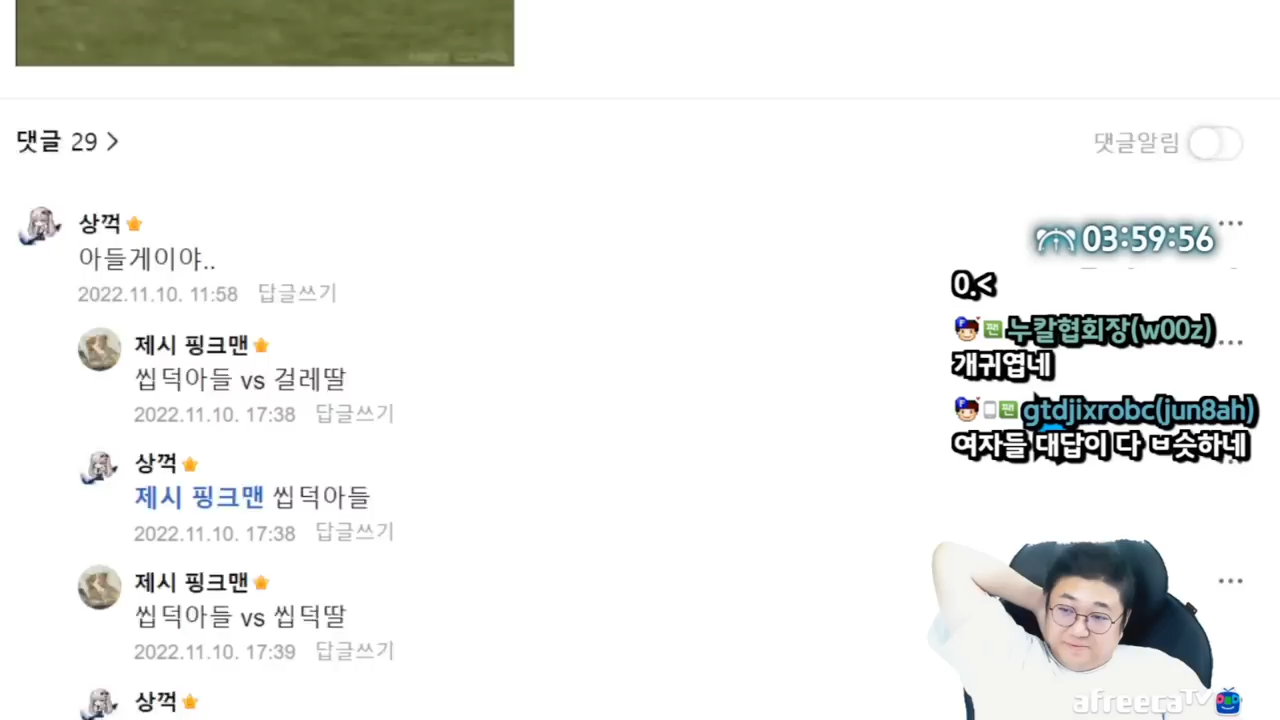 댓글 29 >
댓글알림
상꺽
아들게이야..
2022.11.10. 11:58 답글쓰기
제시 핑크맨
씹덕아들 vs 걸레딸
2022.11.10. 17:38 답글쓰기
상꺽
제시 핑크맨 씹덕아들
2022.11.10. 17:38 답글쓰기
제시 핑크맨
씹덕아들 vs 씹덕딸
2022.11.10. 17:39 답글쓰기
상꺽
03:59:56
0.<
팬 누칼협회장(w00z)
개귀엽네
팬 gtdjixrobc(jun8ah)
여자들 대답이 다 ㅂ슷하네
afreecaTV